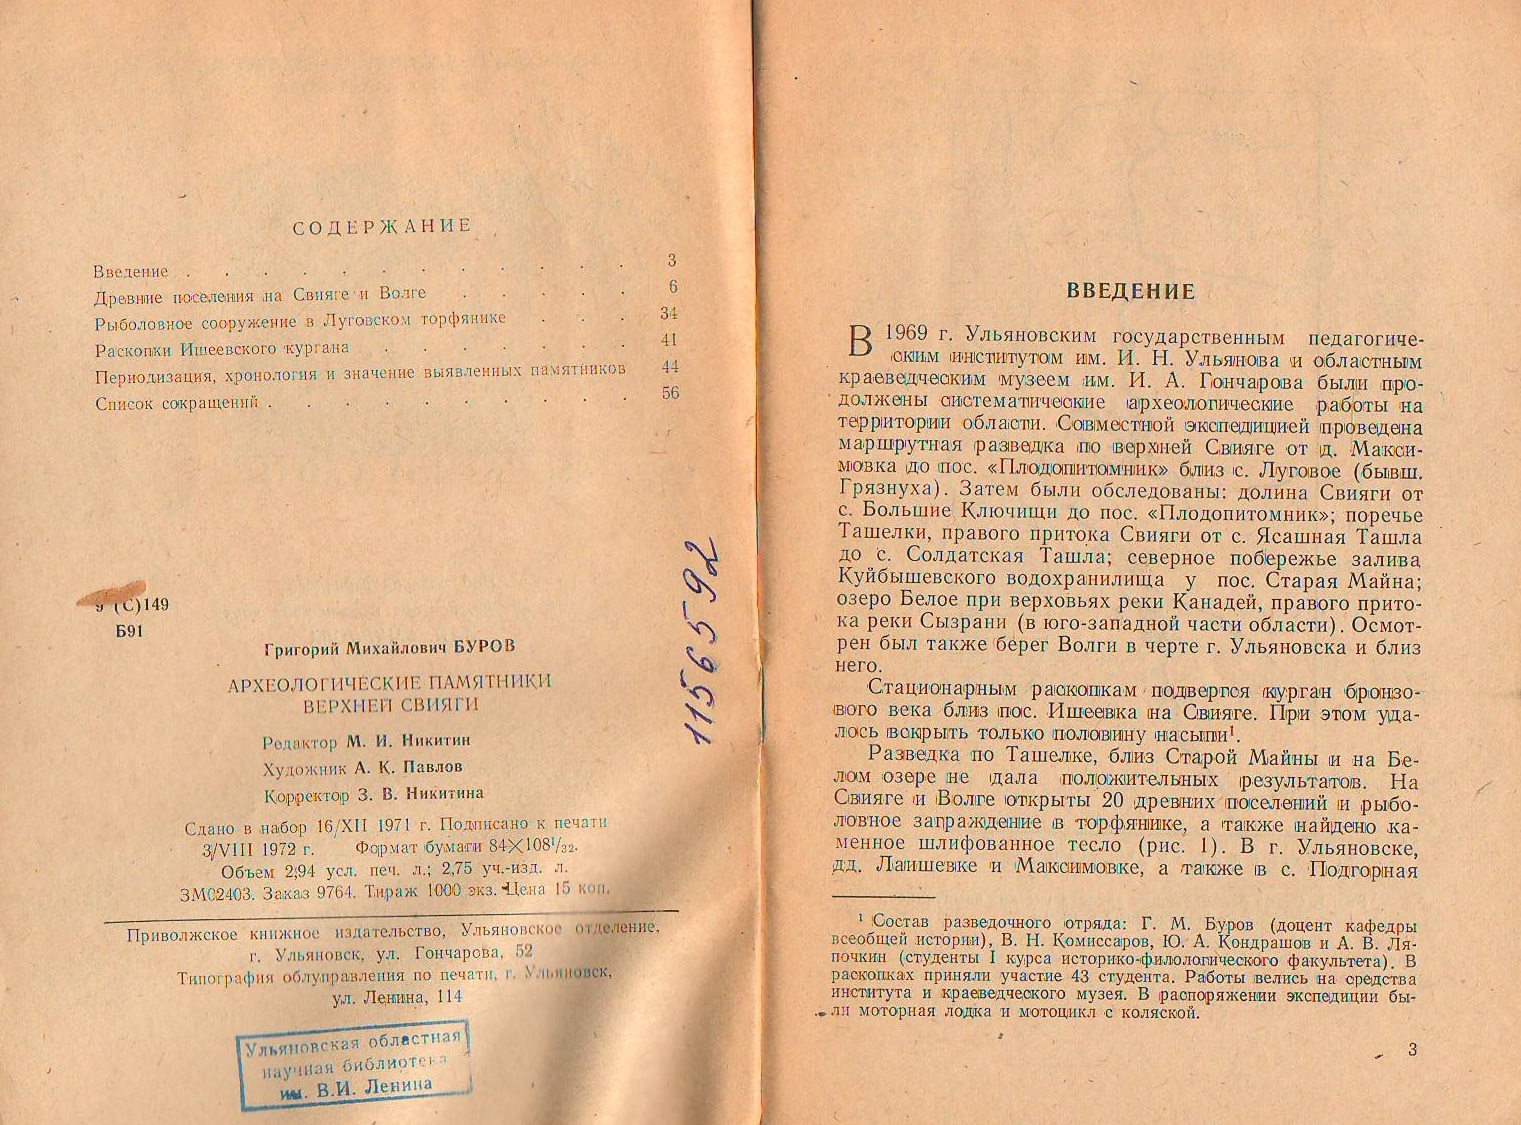 СОДЕРЖАНИЕ
Введение . . . . . . . . . . . . 3
Древние поселения на Свияге и Волге . . . . . 6
Рыболовное сооружение в Луговском торфянике . . . 34
Раскопки Ишеевского кургана . . . . . . . 41
Периодизация, хронология и значение выявленных памятников 44
Список сокращений . . . . . . . . . . 56
9 (С)149
Б91
Григорий Михайлович БУРОВ
АРХЕОЛОГИЧЕСКИЕ ПАМЯТНИКИ
ВЕРХНЕЙ СВИЯГИ
Редактор М. И. Никитин
Художник А. К. Павлов
Корректор З. В. Никитина
Сдано в набор 16/XII 1971 г. Подписано к печати
3/VIII 1972 г. Формат бумаги 84X108¹/₃₂.
Объем 2,94 усл. печ. л.; 2,75 уч.-изд. л.
ЗМ02403. Заказ 9764. Тираж 1000 экз. Цена 15 коп.
Приволжское книжное издательство, Ульяновское отделение,
г. Ульяновск, ул. Гончарова, 52
Типография облуправления по печати, г. Ульяновск,
ул. Ленина, 114
Ульяновская областная
научная библиотека
им. В.И. Ленина
1156592
ВВЕДЕНИЕ
В 1969 г. Ульяновским государственным педагогиче-
ским институтом им. И. Н. Ульянова и областным
краеведческим музеем им. И. А. Гончарова были про-
должены систематические археологические работы на
территории области. Совместной экспедицией проведена
маршрутная разведка по верхней Свияге от д. Макси-
мовка до пос. «Плодопитомник» близ с. Луговое (бывш.
Грязнуха). Затем были обследованы: долина Свияги от
с. Большие Ключищи до пос. «Плодопитомник»; поречье
Ташелки, правого притока Свияги от с. Ясашная Ташла
до с. Солдатская Ташла; северное побережье залива
Куйбышевского водохранилища у пос. Старая Майна;
озеро Белое при верховьях реки Канадей, правого прито-
ка реки Сызрани (в юго-западной части области). Осмот-
рен был также берег Волги в черте г. Ульяновска и близ
него.
Стационарным раскопкам подвергся курган бронзо-
вого века близ пос. Ишеевка на Свияге. При этом уда-
лось вскрыть только половину насыпи¹.
Разведка по Ташелке, близ Старой Майны и на Бе-
лом озере не дала положительных результатов. На
Свияге и Волге открыты 20 древних поселений и рыбо-
ловное запраждение в торфянике, а также найдено ка-
менное шлифованное тесло (рис. 1). В г. Ульяновске,
дд. Лаишевке и Максимовке, а также в с. Подгорная
¹ Состав разведочного отряда: Г. М. Буров (доцент кафедры
всеобщей истории), В. Н. Комиссаров, Ю. А. Кондрашов и А. В. Ля-
почкин (студенты I курса историко-филологического факультета). В
раскопках приняли участие 43 студента. Работы велись на средства
института и краеведческого музея. В распоряжении экспедиции бы-
ли моторная лодка и мотоцикл с коляской.
3